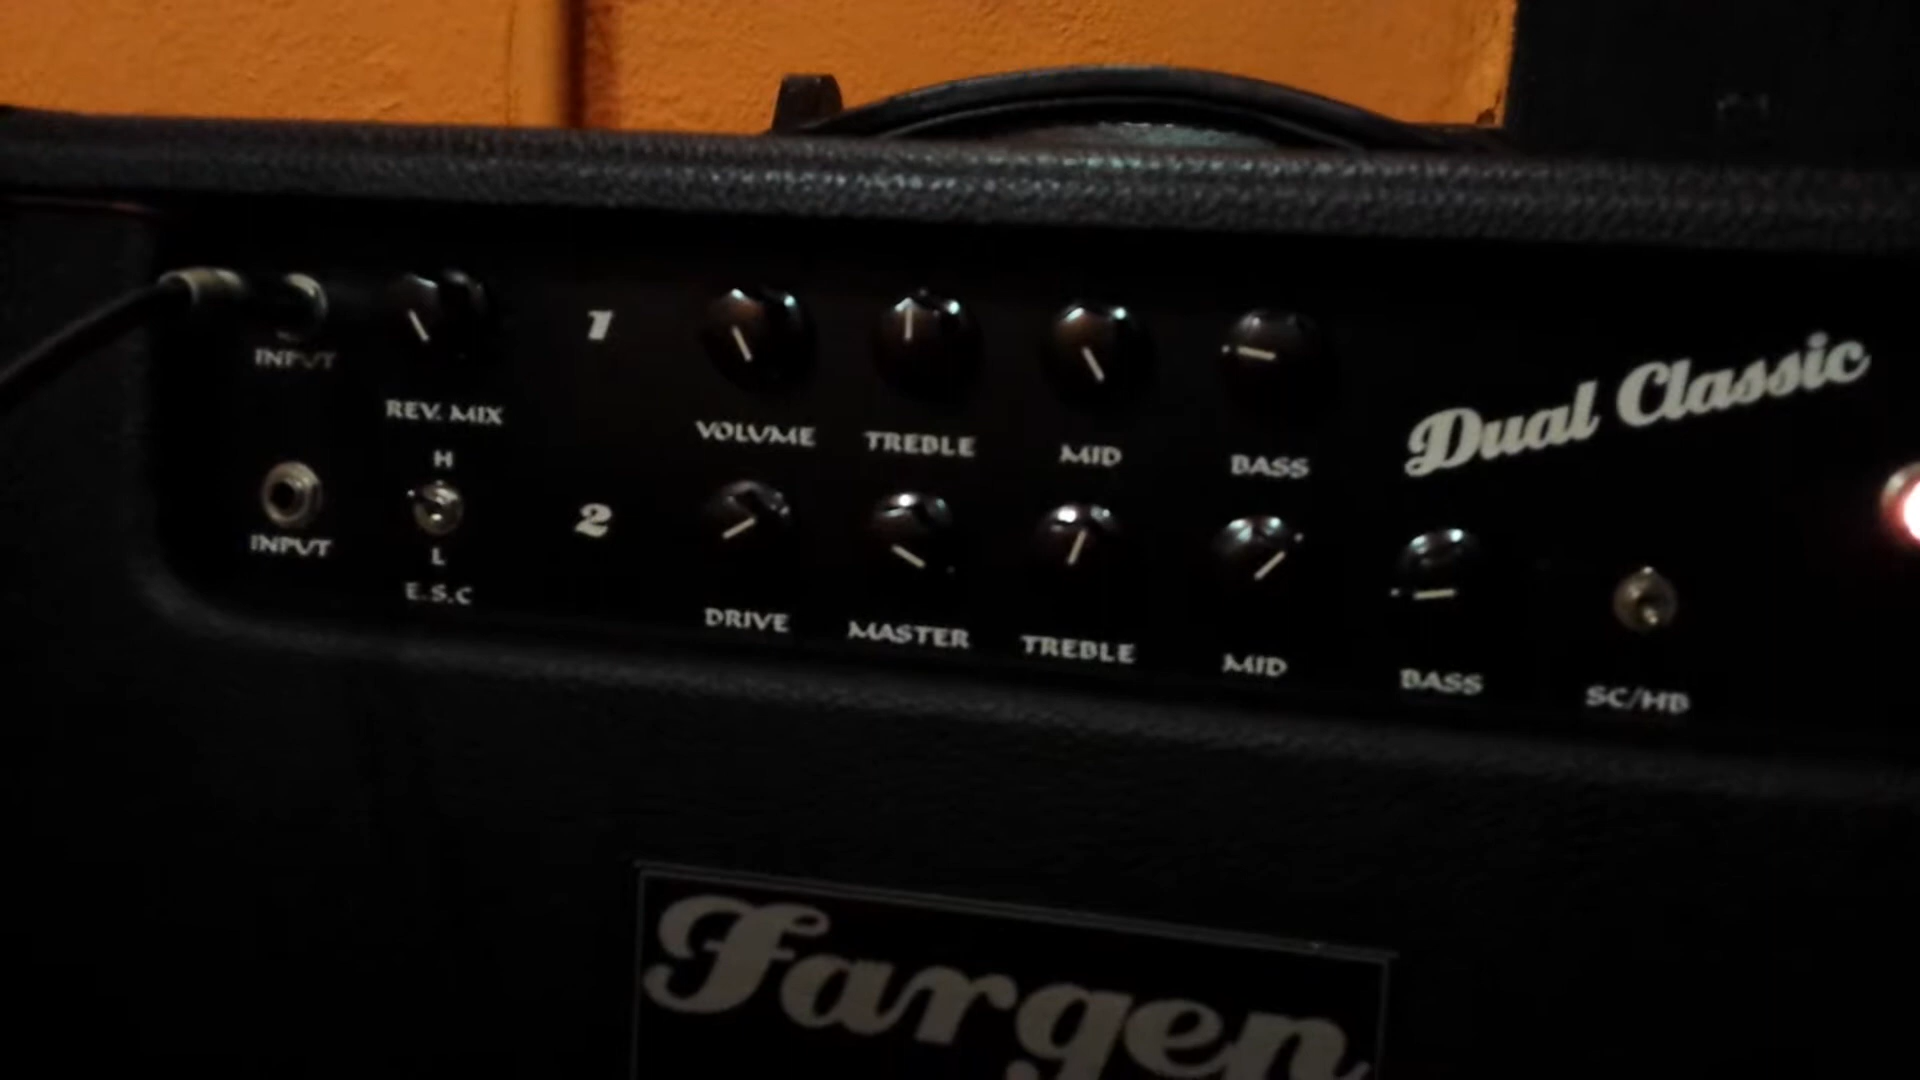 INPUT
REV. MIX
1
VOLUME
TREBLE
MID
BASS
Dual Classic
INPUT
H
L
E.S.C
2
DRIVE
MASTER
TREBLE
MID
BASS
SC/HB
Fargen